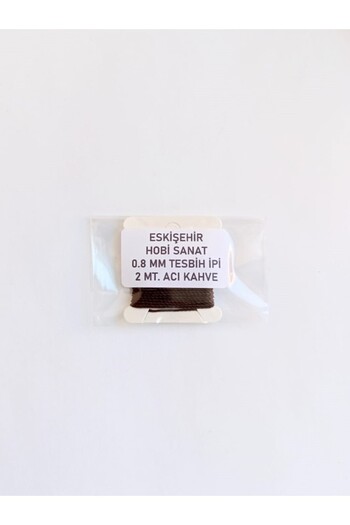 ESKİŞEHİR
HOBİ SANAT
0.8 MM TESBİH İPİ
2 MT. ACI KAHVE